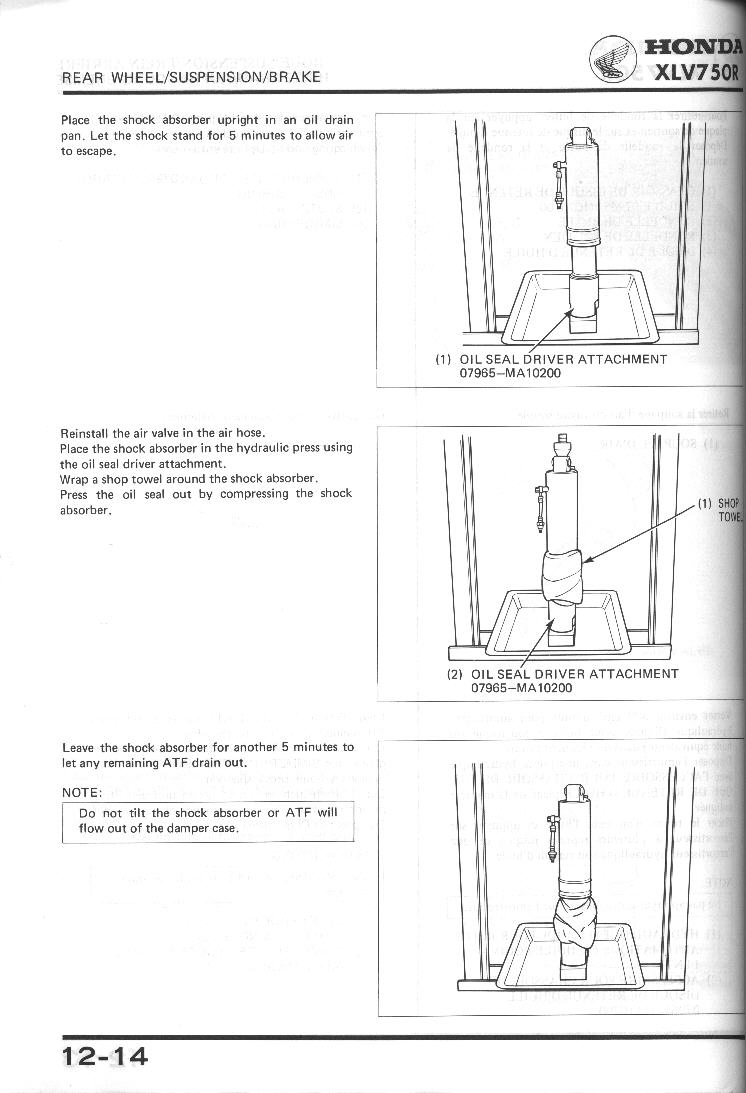 HONDA
XLV750R
REAR WHEEL/SUSPENSION/BRAKE
Place the shock absorber upright in an oil drain
pan. Let the shock stand for 5 minutes to allow air
to escape.
(1) OIL SEAL DRIVER ATTACHMENT
07965–MA10200
Reinstall the air valve in the air hose.
Place the shock absorber in the hydraulic press using
the oil seal driver attachment.
Wrap a shop towel around the shock absorber.
Press the oil seal out by compressing the shock
absorber.
(1) SHOP
TOWEL
(2) OIL SEAL DRIVER ATTACHMENT
07965–MA10200
Leave the shock absorber for another 5 minutes to
let any remaining ATF drain out.
NOTE:
Do not tilt the shock absorber or ATF will
flow out of the damper case.
12-14